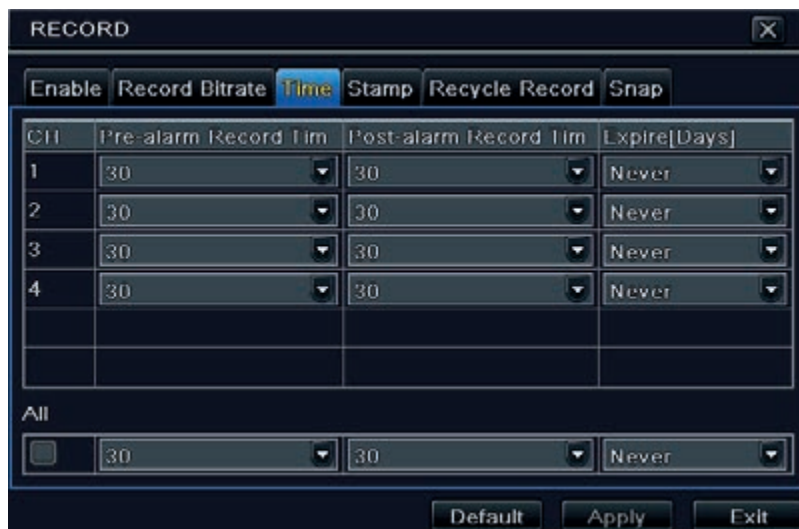 RECORD
Enable Record Bitrate Time Stamp Recycle Record Snap
CH Pre-alarm Record Tim Post-alarm Record Tim Expire[Days]
1 30 30 Never
2 30 30 Never
3 30 30 Never
4 30 30 Never
All
30 30 Never
Default Apply Exit